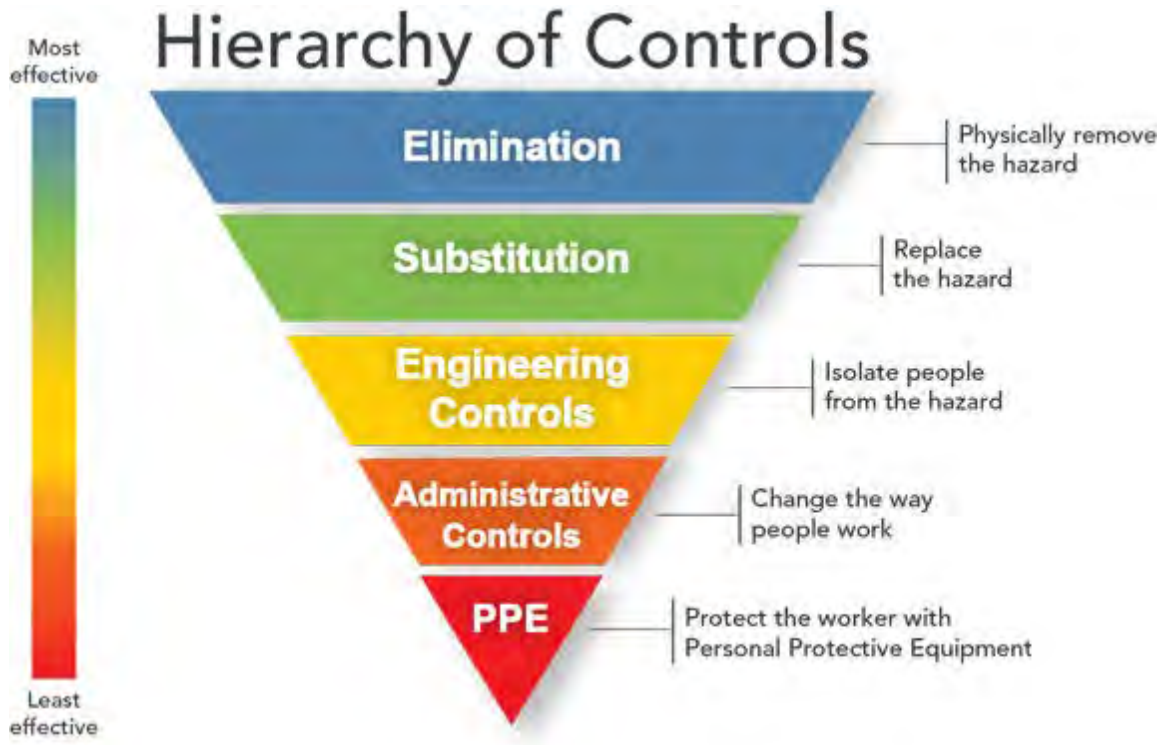 Hierarchy of Controls
Most
effective
Elimination
Physically remove
the hazard
Substitution
Replace
the hazard
Engineering
Controls
Isolate people
from the hazard
Administrative
Controls
Change the way
people work
PPE
Protect the worker with
Personal Protective Equipment
Least
effective